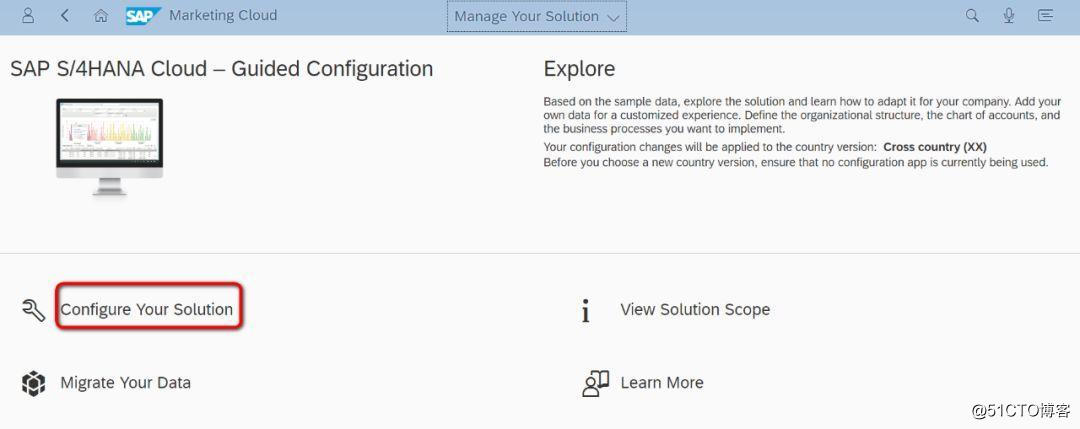 SAP Marketing Cloud
Manage Your Solution
SAP S/4HANA Cloud – Guided Configuration
Explore
Based on the sample data, explore the solution and learn how to adapt it for your company. Add your
own data for a customized experience. Define the organizational structure, the chart of accounts, and
the business processes you want to implement.
Your configuration changes will be applied to the country version: Cross country (XX)
Before you choose a new country version, ensure that no configuration app is currently being used.
Configure Your Solution
View Solution Scope
Migrate Your Data
Learn More
@51CTO博客